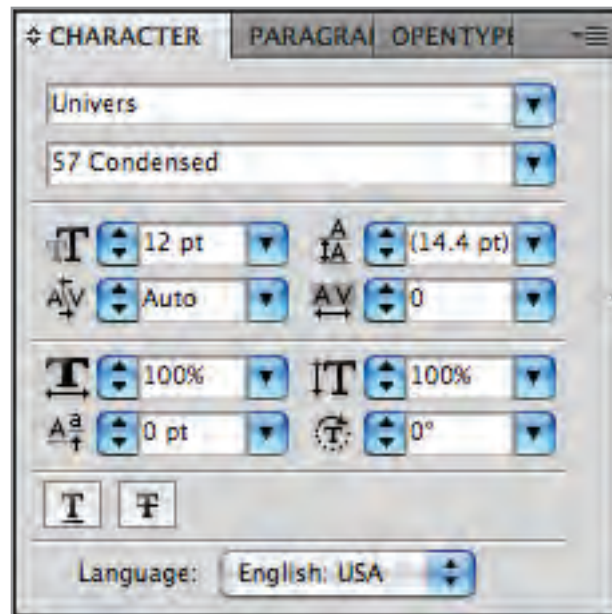 CHARACTER PARAGRAI OPENTYPE
Univers
57 Condensed
12 pt (14.4 pt)
Auto 0
100% 100%
0 pt 0°
Language: English: USA